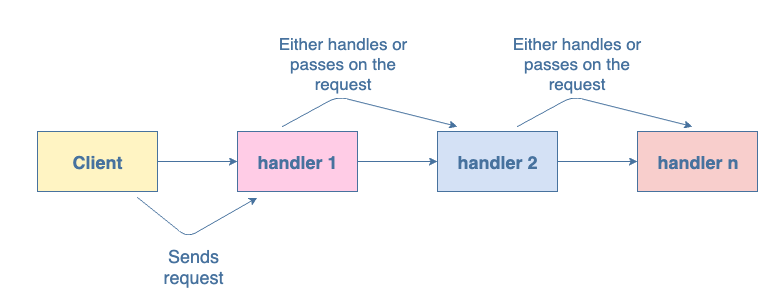 Either handles or
passes on the
request
Either handles or
passes on the
request
Client
handler 1
handler 2
handler n
Sends
request